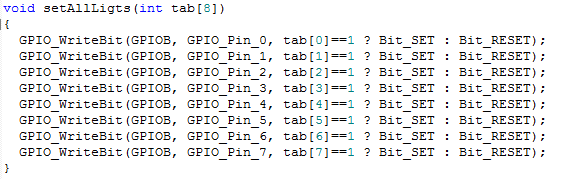 void setAllLigts(int tab[8])
{
  GPIO_WriteBit(GPIOB, GPIO_Pin_0, tab[0]==1 ? Bit_SET : Bit_RESET);
  GPIO_WriteBit(GPIOB, GPIO_Pin_1, tab[1]==1 ? Bit_SET : Bit_RESET);
  GPIO_WriteBit(GPIOB, GPIO_Pin_2, tab[2]==1 ? Bit_SET : Bit_RESET);
  GPIO_WriteBit(GPIOB, GPIO_Pin_3, tab[3]==1 ? Bit_SET : Bit_RESET);
  GPIO_WriteBit(GPIOB, GPIO_Pin_4, tab[4]==1 ? Bit_SET : Bit_RESET);
  GPIO_WriteBit(GPIOB, GPIO_Pin_5, tab[5]==1 ? Bit_SET : Bit_RESET);
  GPIO_WriteBit(GPIOB, GPIO_Pin_6, tab[6]==1 ? Bit_SET : Bit_RESET);
  GPIO_WriteBit(GPIOB, GPIO_Pin_7, tab[7]==1 ? Bit_SET : Bit_RESET);
}